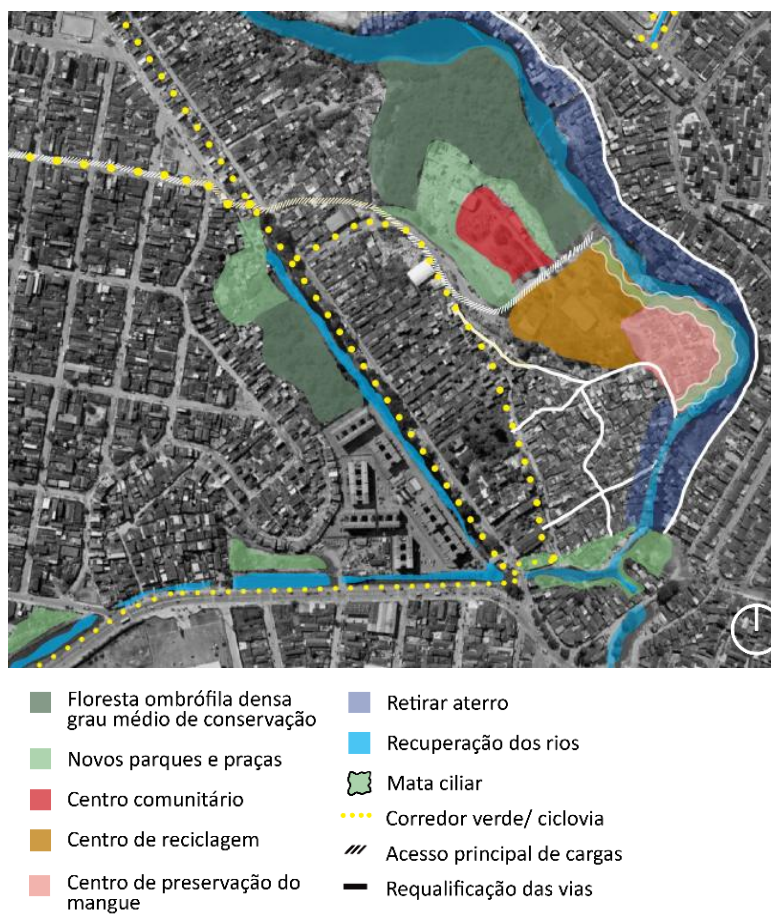 Floresta ombrófila densa
grau médio de conservação
Novos parques e praças
Centro comunitário
Centro de reciclagem
Centro de preservação do
mangue
Retirar aterro
Recuperação dos rios
Mata ciliar
Corredor verde/ ciclovia
Acesso principal de cargas
Requalificação das vias